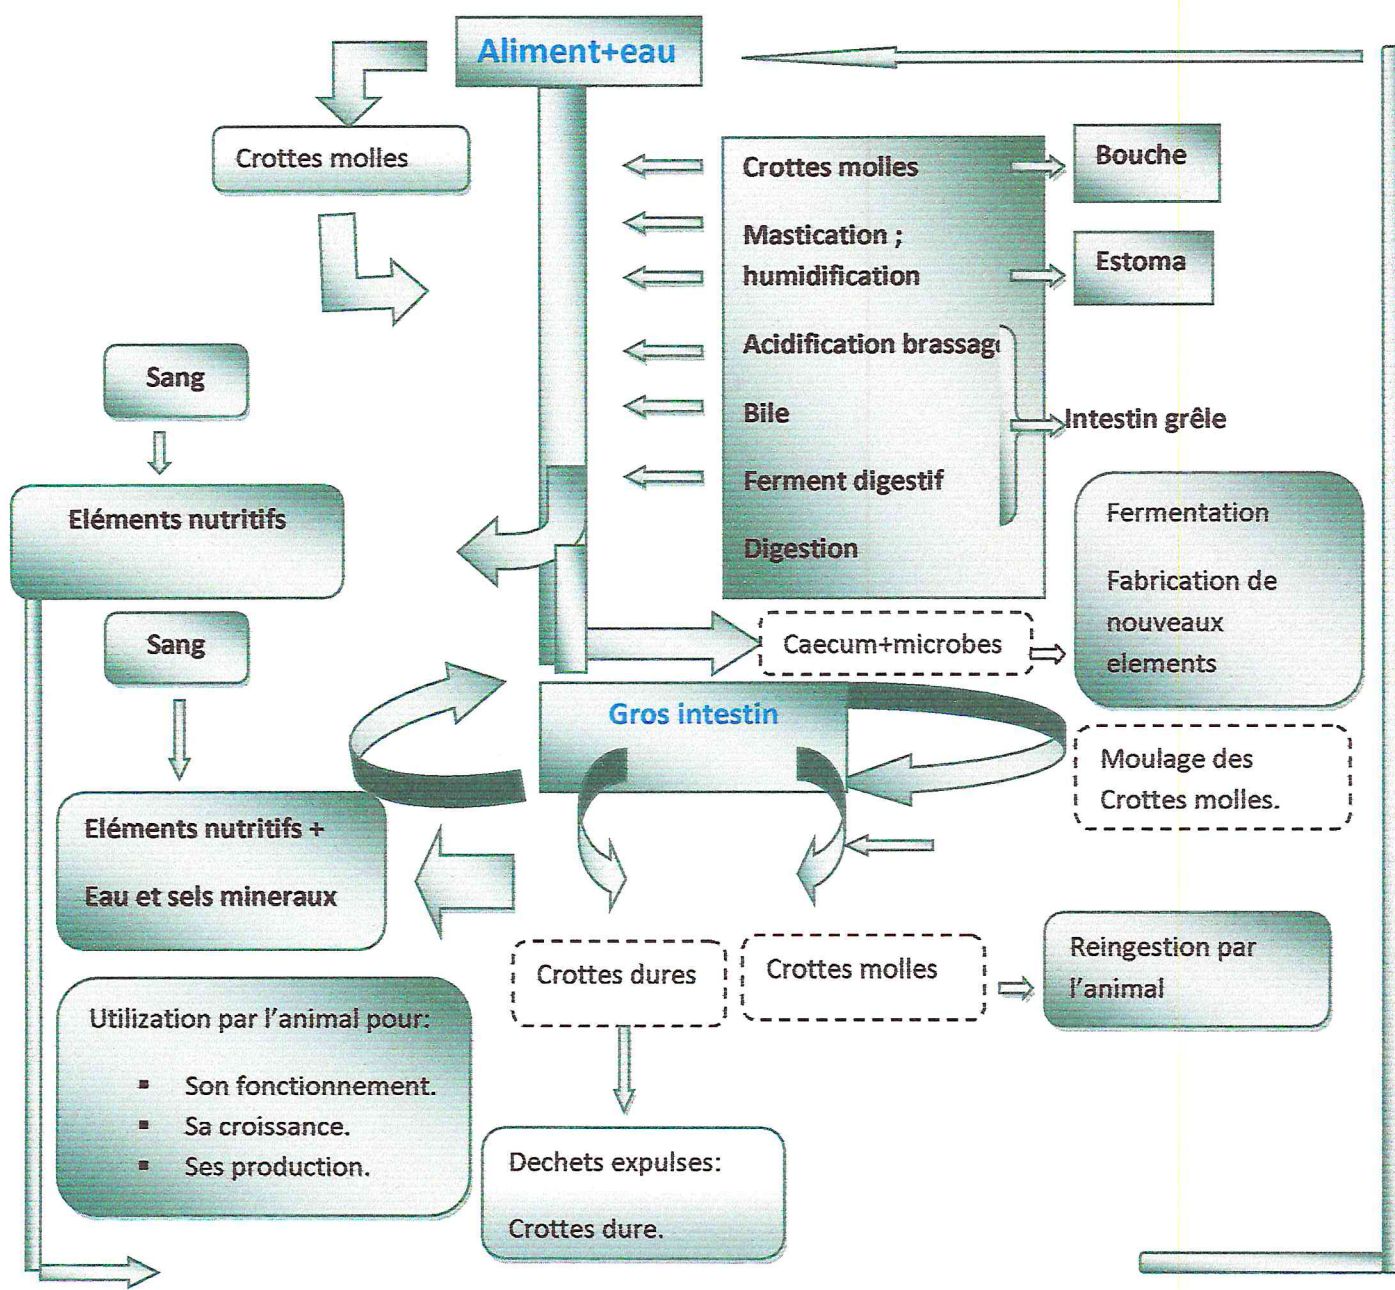 Aliment+eau
Crottes molles
Crottes molles
Bouche
Mastication ;
humidification
Estoma
Acidification brassage
Sang
Bile
Intestin grêle
Ferment digestif
Eléments nutritifs
Digestion
Fermentation
Fabrication de
nouveaux
elements
Sang
Caecum+microbes
Gros intestin
Moulage des
Crottes molles.
Eléments nutritifs +
Eau et sels mineraux
Crottes dures
Crottes molles
Reingestion par
l'animal
Utilization par l'animal pour:
▪ Son fonctionnement.
▪ Sa croissance.
▪ Ses production.
Dechets expulses:
Crottes dure.